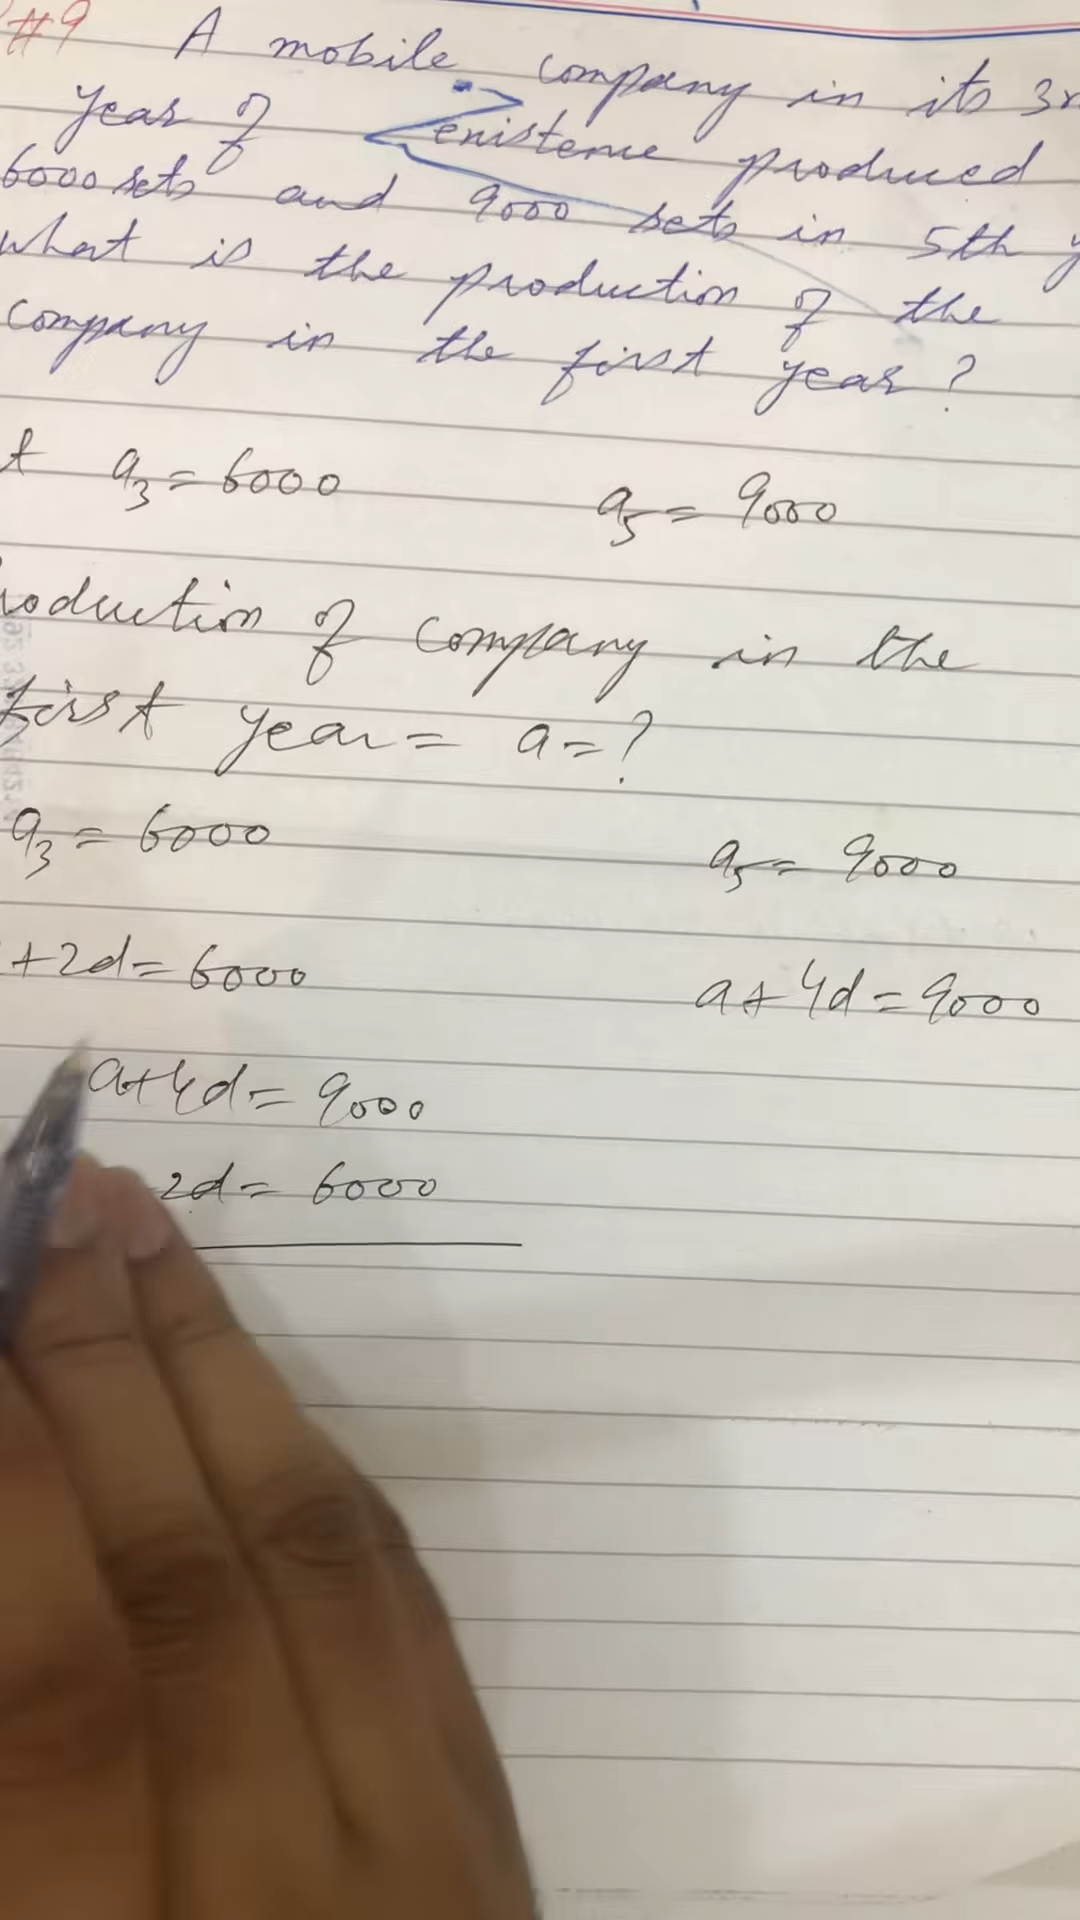 #9 A mobile company in its 3r
Year of enistence produced
6000 sets and 9000 sets in 5th y
what is the production of the
company in the first year?
t a3 = 6000 a5 = 9000
roduction of company in the
first year = a = ?
a3 = 6000 a5 = 9000
+2d = 6000 a + 4d = 9000
a+4d = 9000
2d = 6000